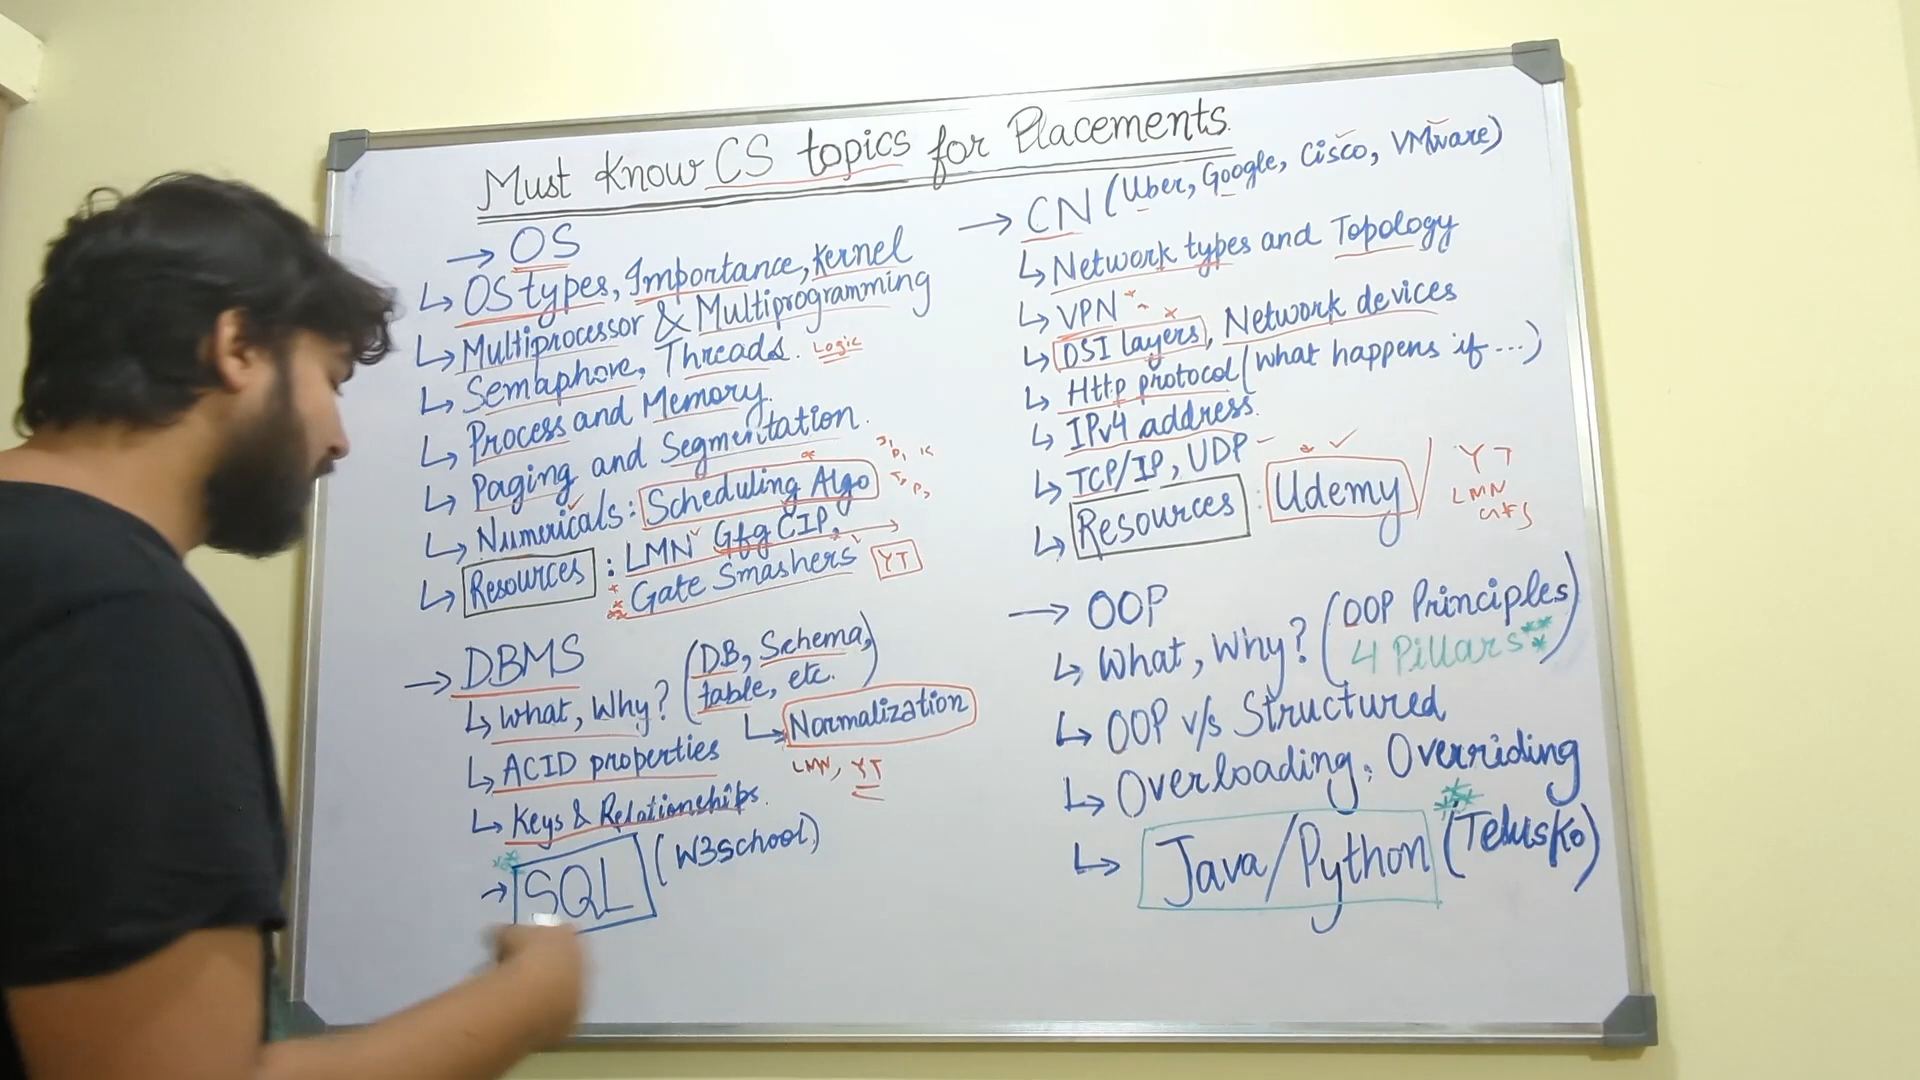 Must Know CS topics for Placements.
→ OS
↳ OS types, Importance, Kernel
↳ Multiprocessor & Multiprogramming
↳ Semaphore, Threads. Logic
↳ Process and Memory.
↳ Paging and Segmentation.
↳ Numericals: Scheduling Algo
↳ Resources : LMN Gfg CIP,
Gate Smashers YT
→ DBMS
↳ What, Why? (DB, Schema, table, etc.)
↳ Normalization
LMN, YT
↳ ACID properties
↳ Keys & Relationships.
→ SQL (W3school)
→ CN (Uber, Google, Cisco, VMware)
↳ Network types and Topology
↳ VPN
↳ OSI layers, Network devices
↳ Http protocol (what happens if ...)
↳ IPv4 address.
↳ TCP/IP, UDP
↳ Resources : Udemy / YT
LMN
→ OOP
↳ What, Why? (OOP Principles
4 Pillars**)
↳ OOP v/s Structured
↳ Overloading, Overriding
↳ Java/Python (Telusko)